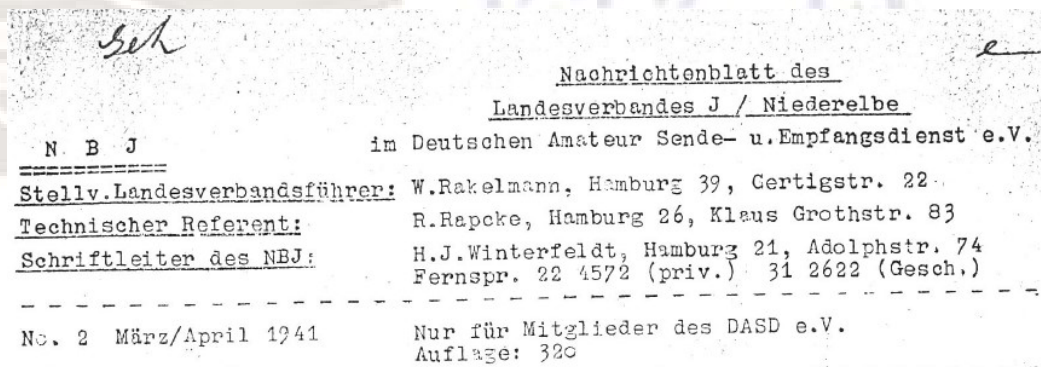 Nachrichtenblatt des
Landesverbandes J / Niederelbe
N B J im Deutschen Amateur Sende- u.Empfangsdienst e.V.
Stellv.Landesverbandsführer: W.Rakelmann, Hamburg 39, Gertigstr. 22
Technischer Referent: R.Rapcke, Hamburg 26, Klaus Grothstr. 83
Schriftleiter des NBJ: H.J.Winterfeldt, Hamburg 21, Adolphstr. 74
Fernspr. 22 4572 (priv.) 31 2622 (Gesch.)
No. 2 März/April 1941 Nur für Mitglieder des DASD e.V.
Auflage: 320